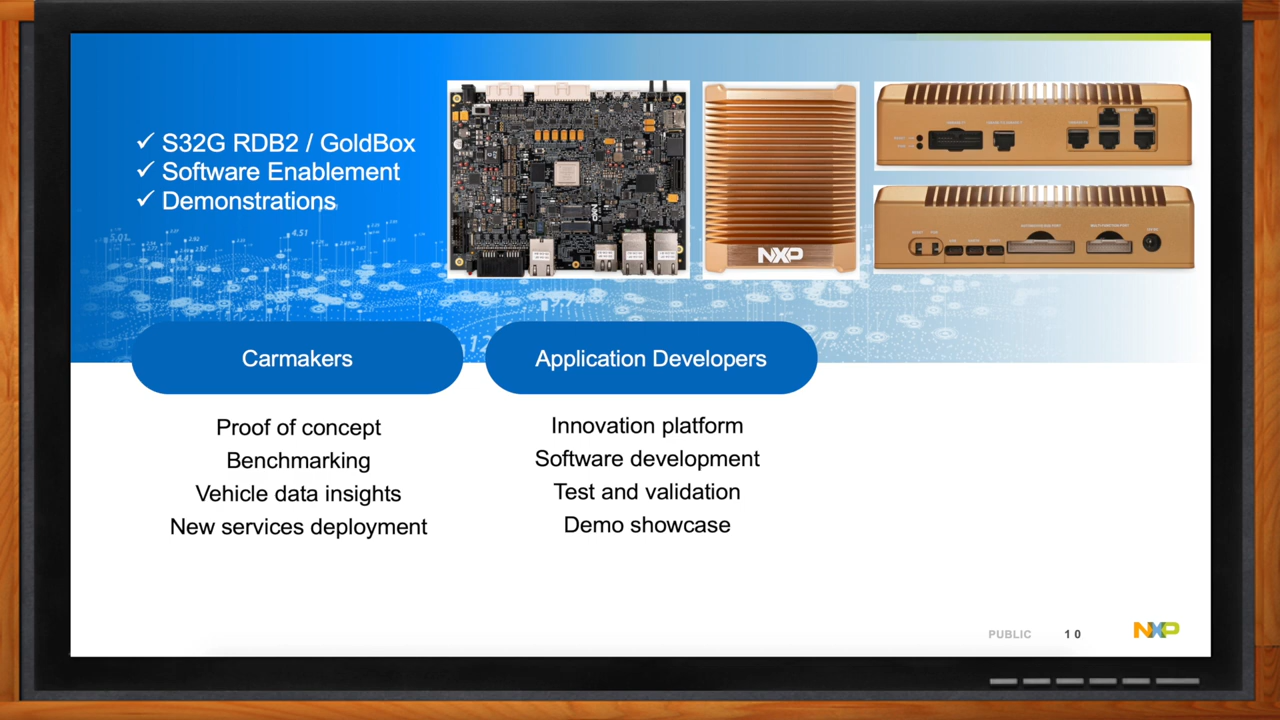 ✓ S32G RDB2 / GoldBox
✓ Software Enablement
✓ Demonstrations
NXP
Carmakers
Proof of concept
Benchmarking
Vehicle data insights
New services deployment
Application Developers
Innovation platform
Software development
Test and validation
Demo showcase
PUBLIC
10
NXP